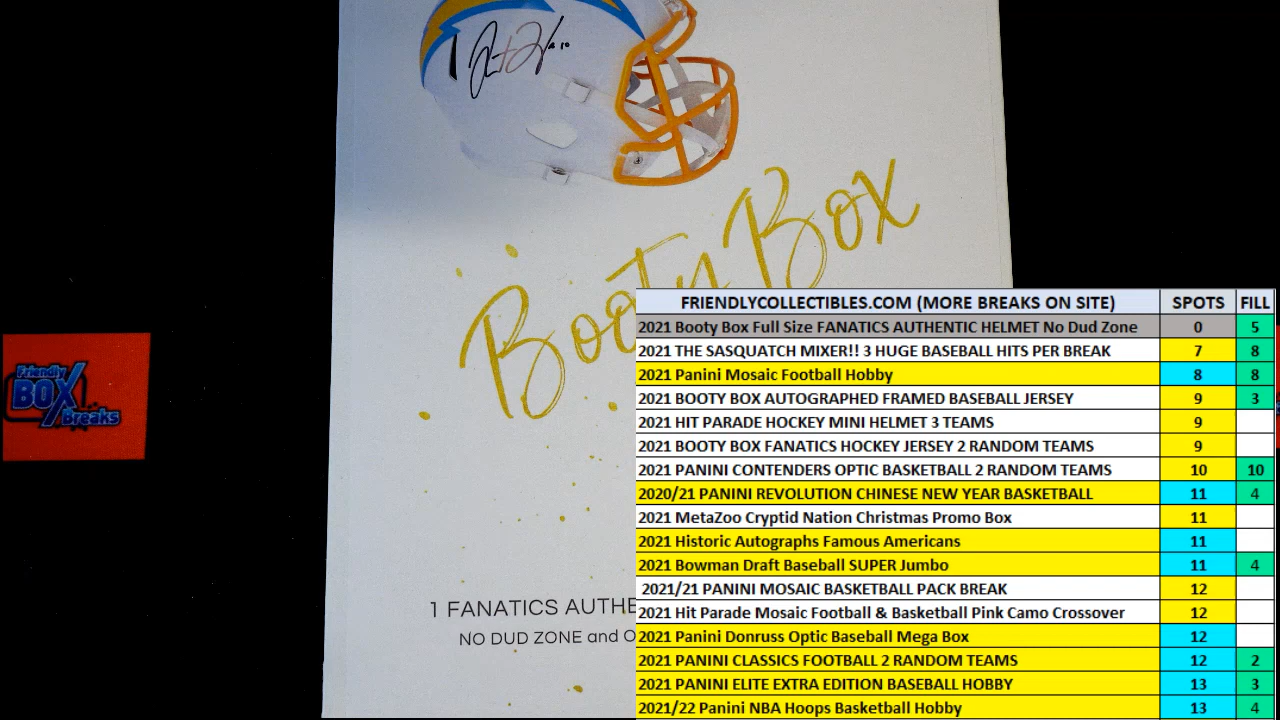 Booty Box
1 FANATICS AUTHE
NO DUD ZONE and O
Friendly
BOX
Breaks
FRIENDLYCOLLECTIBLES.COM (MORE BREAKS ON SITE) SPOTS FILL
2021 Booty Box Full Size FANATICS AUTHENTIC HELMET No Dud Zone 0 5
2021 THE SASQUATCH MIXER!! 3 HUGE BASEBALL HITS PER BREAK 7 8
2021 Panini Mosaic Football Hobby 8 8
2021 BOOTY BOX AUTOGRAPHED FRAMED BASEBALL JERSEY 9 3
2021 HIT PARADE HOCKEY MINI HELMET 3 TEAMS 9
2021 BOOTY BOX FANATICS HOCKEY JERSEY 2 RANDOM TEAMS 9
2021 PANINI CONTENDERS OPTIC BASKETBALL 2 RANDOM TEAMS 10 10
2020/21 PANINI REVOLUTION CHINESE NEW YEAR BASKETBALL 11 4
2021 MetaZoo Cryptid Nation Christmas Promo Box 11
2021 Historic Autographs Famous Americans 11
2021 Bowman Draft Baseball SUPER Jumbo 11 4
2021/21 PANINI MOSAIC BASKETBALL PACK BREAK 12
2021 Hit Parade Mosaic Football & Basketball Pink Camo Crossover 12
2021 Panini Donruss Optic Baseball Mega Box 12
2021 PANINI CLASSICS FOOTBALL 2 RANDOM TEAMS 12 2
2021 PANINI ELITE EXTRA EDITION BASEBALL HOBBY 13 3
2021/22 Panini NBA Hoops Basketball Hobby 13 4